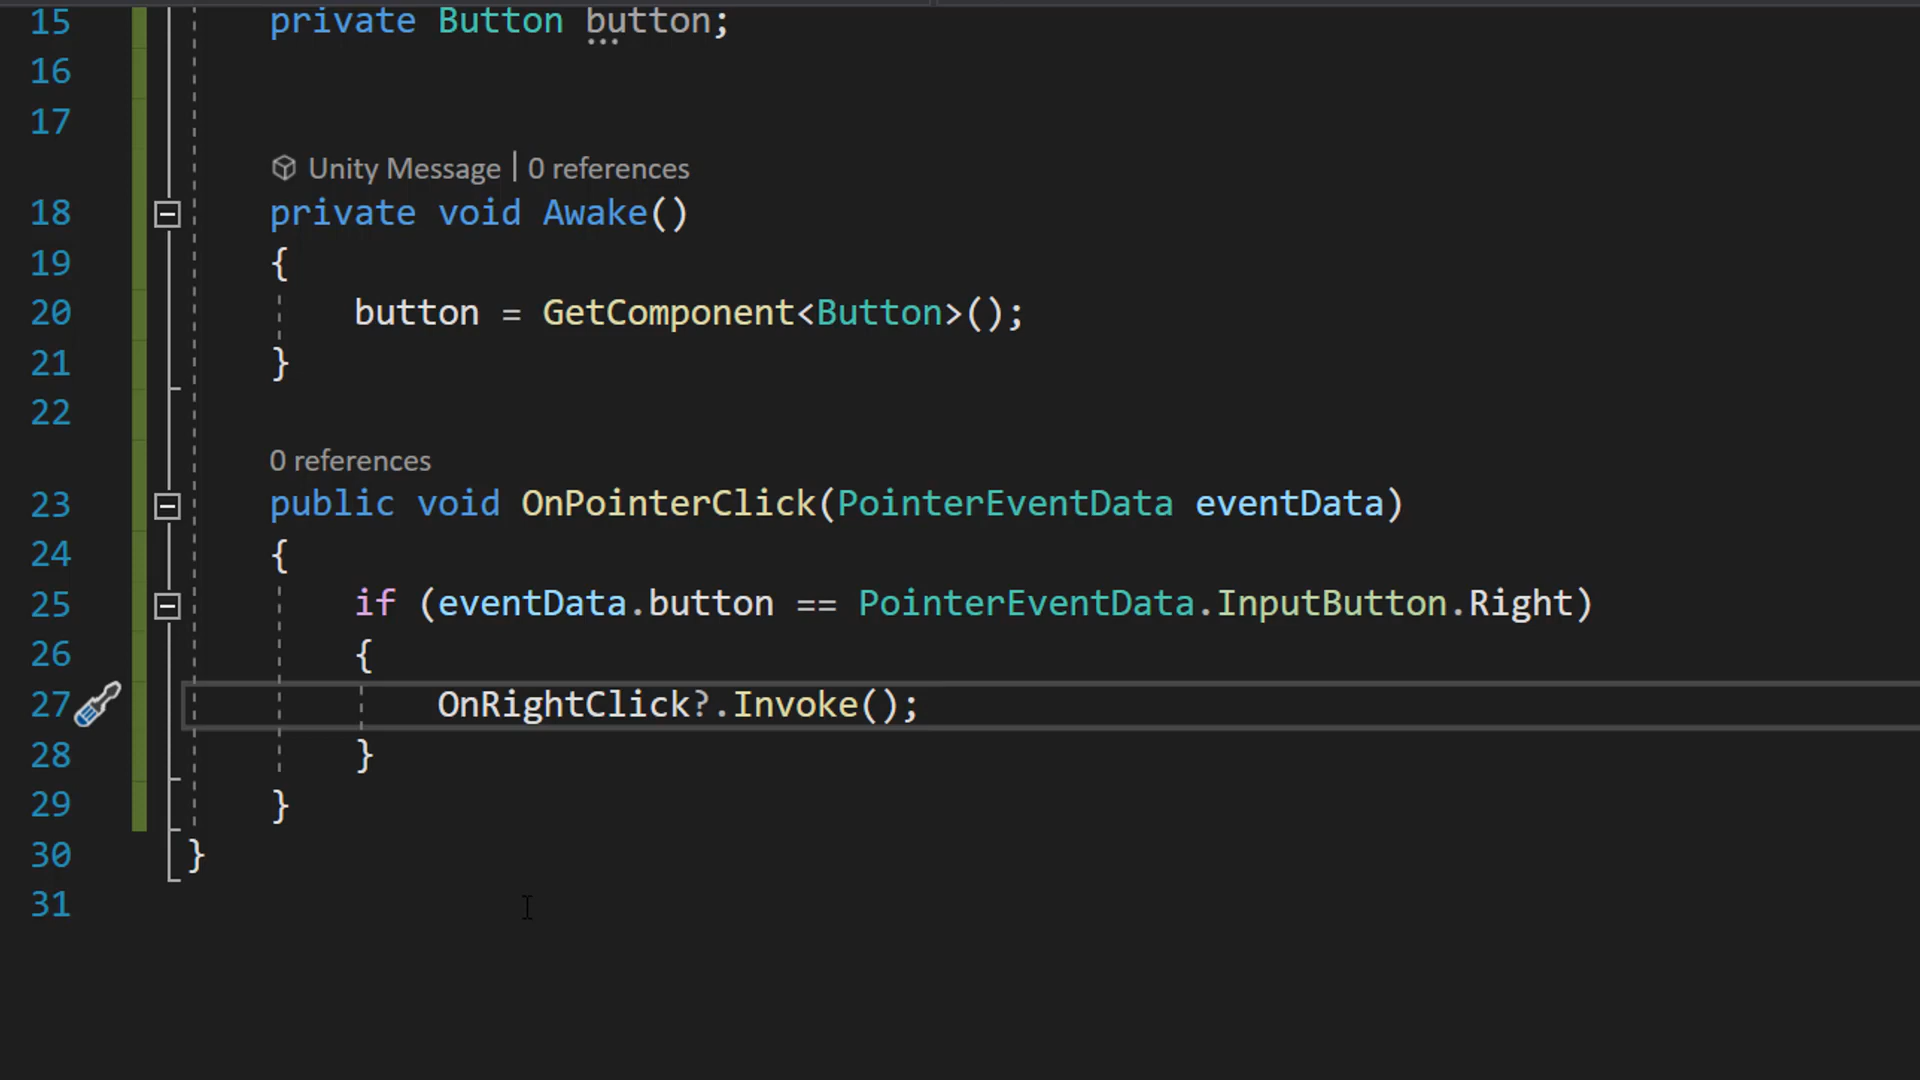 15 private Button button;
16
17
Unity Message | 0 references
18 private void Awake()
19 {
20 button = GetComponent<Button>();
21 }
22
0 references
23 public void OnPointerClick(PointerEventData eventData)
24 {
25 if (eventData.button == PointerEventData.InputButton.Right)
26 {
27 OnRightClick?.Invoke();
28 }
29 }
30 }
31